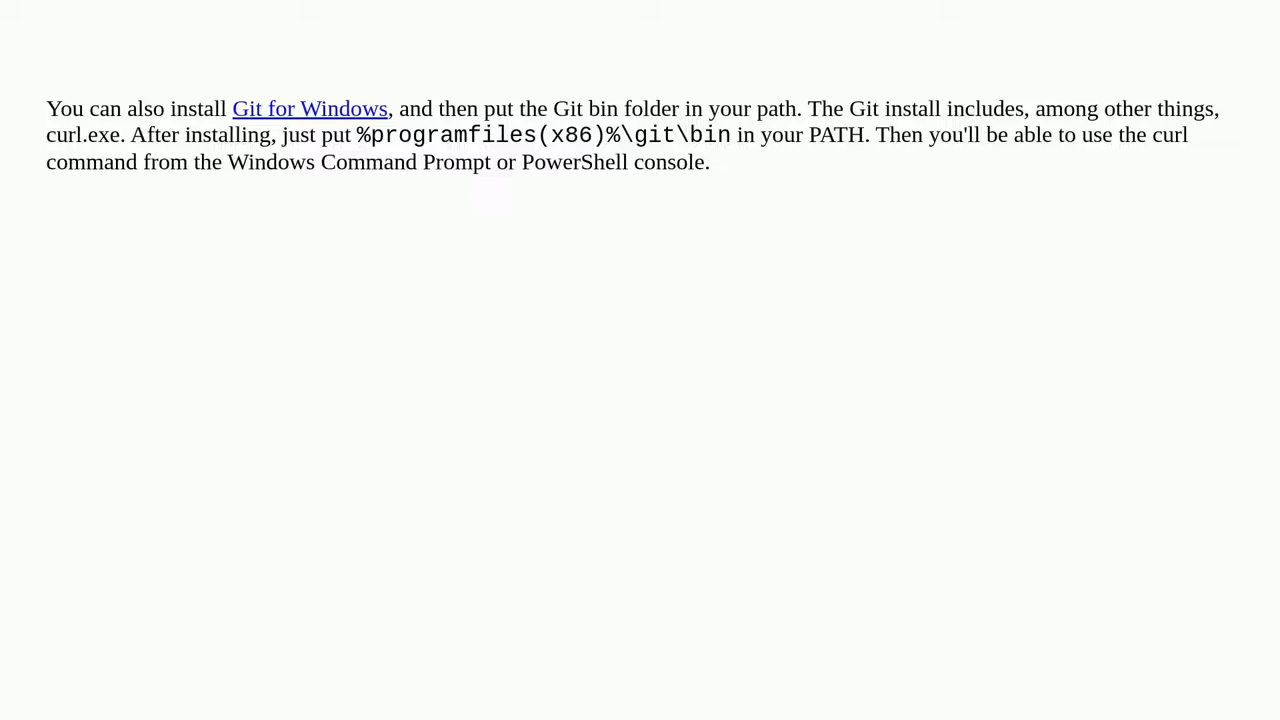 You can also install Git for Windows, and then put the Git bin folder in your path. The Git install includes, among other things,
curl.exe. After installing, just put %programfiles(x86)%\git\bin in your PATH. Then you'll be able to use the curl
command from the Windows Command Prompt or PowerShell console.